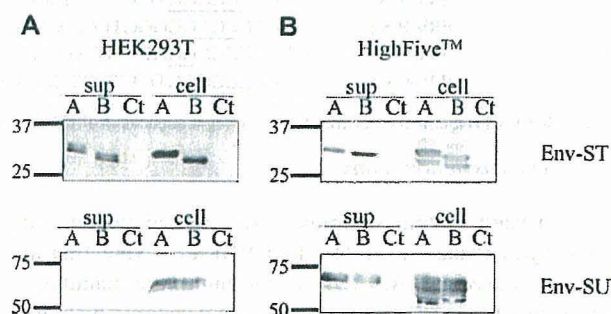 A B
HEK293T HighFive™
sup cell sup cell
A B Ct A B Ct A B Ct A B Ct
37 37
Env-ST
25 25
sup cell sup cell
A B Ct A B Ct A B Ct A B Ct
75 75
Env-SU
50 50